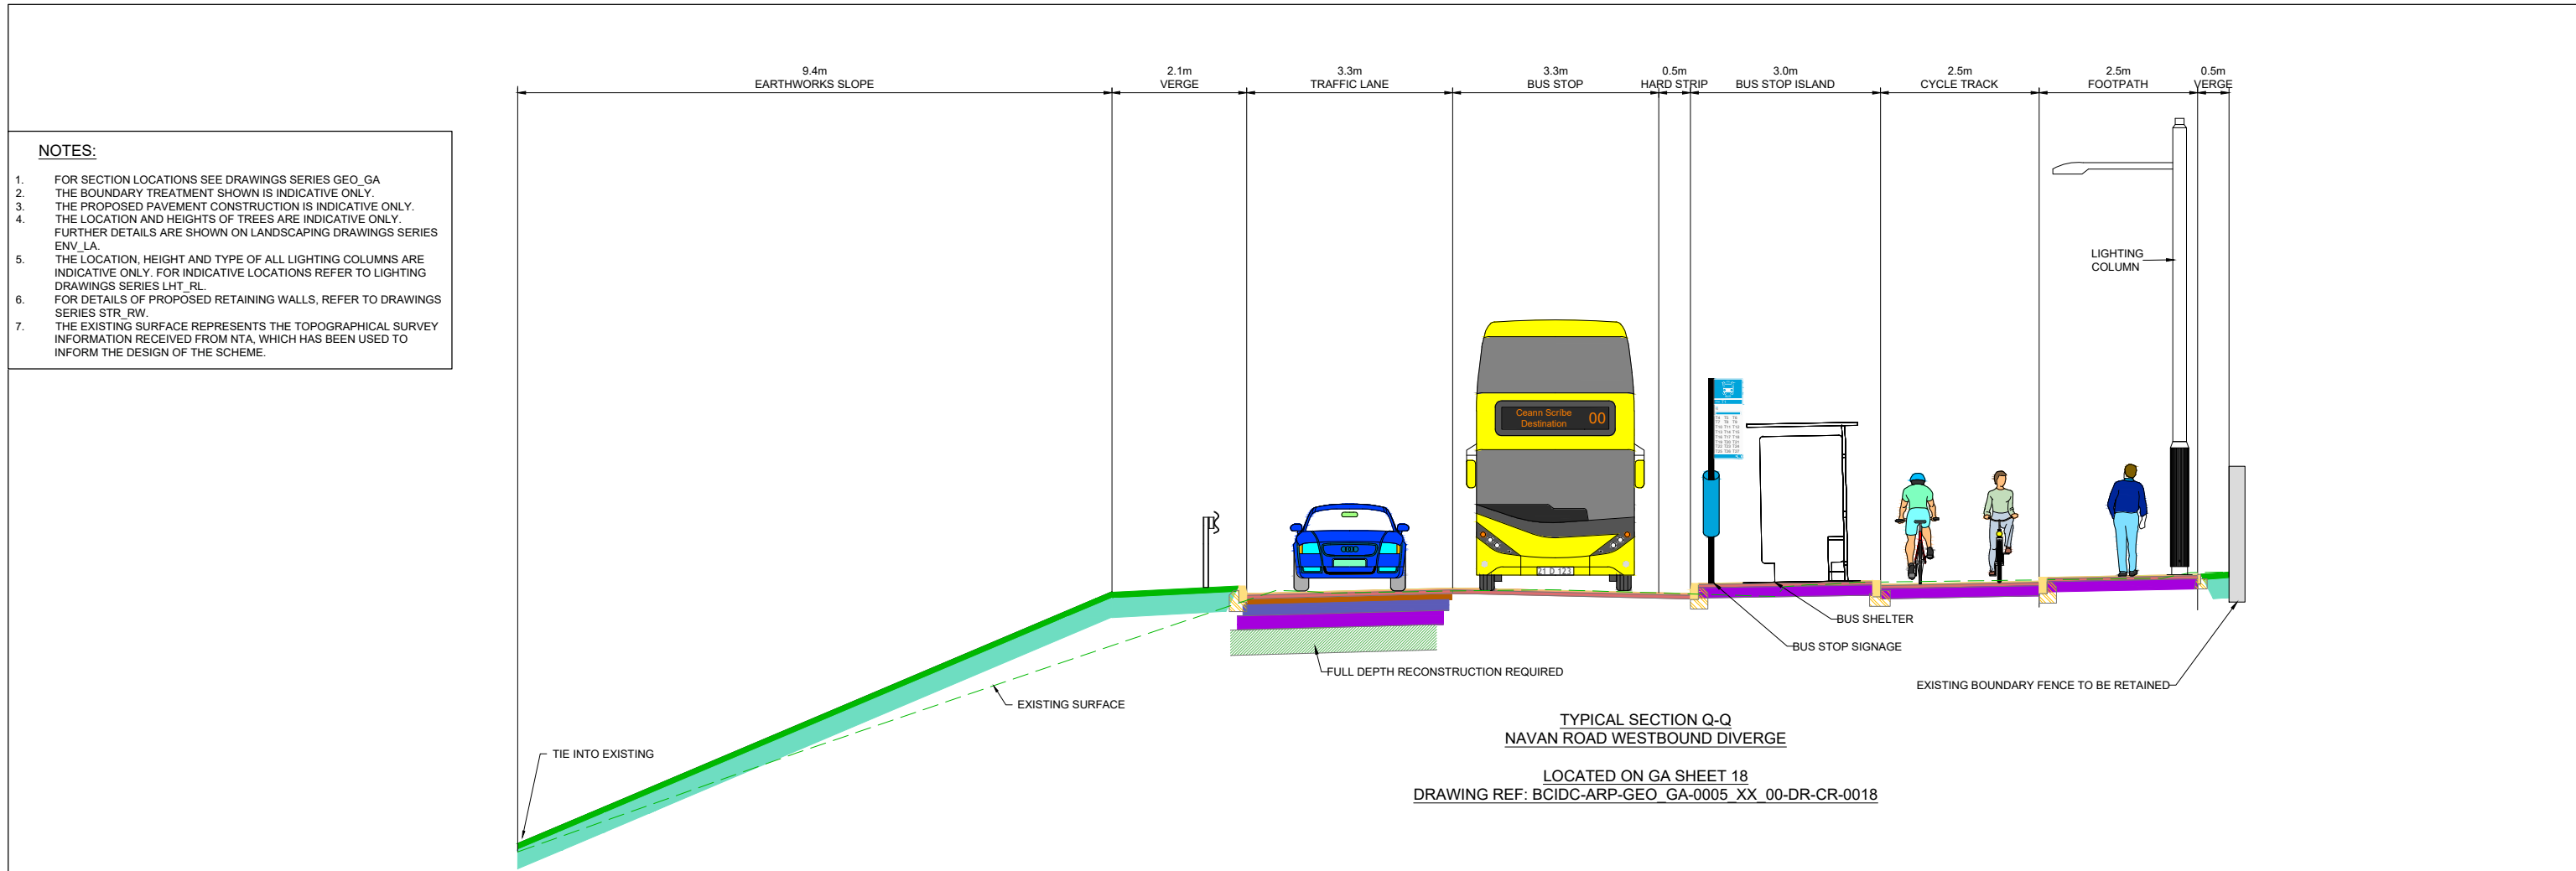 9.4m
EARTHWORKS SLOPE
2.1m
VERGE
3.3m
TRAFFIC LANE
3.3m
BUS STOP
0.5m
HARD STRIP
3.0m
BUS STOP ISLAND
2.5m
CYCLE TRACK
2.5m
FOOTPATH
0.5m
VERGE
NOTES:
1. FOR SECTION LOCATIONS SEE DRAWINGS SERIES GEO_GA
2. THE BOUNDARY TREATMENT SHOWN IS INDICATIVE ONLY.
3. THE PROPOSED PAVEMENT CONSTRUCTION IS INDICATIVE ONLY.
4. THE LOCATION AND HEIGHTS OF TREES ARE INDICATIVE ONLY.
FURTHER DETAILS ARE SHOWN ON LANDSCAPING DRAWINGS SERIES
ENV_LA.
5. THE LOCATION, HEIGHT AND TYPE OF ALL LIGHTING COLUMNS ARE
INDICATIVE ONLY. FOR INDICATIVE LOCATIONS REFER TO LIGHTING
DRAWINGS SERIES LHT_RL.
6. FOR DETAILS OF PROPOSED RETAINING WALLS, REFER TO DRAWINGS
SERIES STR_RW.
7. THE EXISTING SURFACE REPRESENTS THE TOPOGRAPHICAL SURVEY
INFORMATION RECEIVED FROM NTA, WHICH HAS BEEN USED TO
INFORM THE DESIGN OF THE SCHEME.
LIGHTING
COLUMN
Ceann Scribe
Destination
00
21 D 123
BUS SHELTER
BUS STOP SIGNAGE
FULL DEPTH RECONSTRUCTION REQUIRED
EXISTING BOUNDARY FENCE TO BE RETAINED
EXISTING SURFACE
TIE INTO EXISTING
TYPICAL SECTION Q-Q
NAVAN ROAD WESTBOUND DIVERGE
LOCATED ON GA SHEET 18
DRAWING REF: BCIDC-ARP-GEO_GA-0005_XX_00-DR-CR-0018